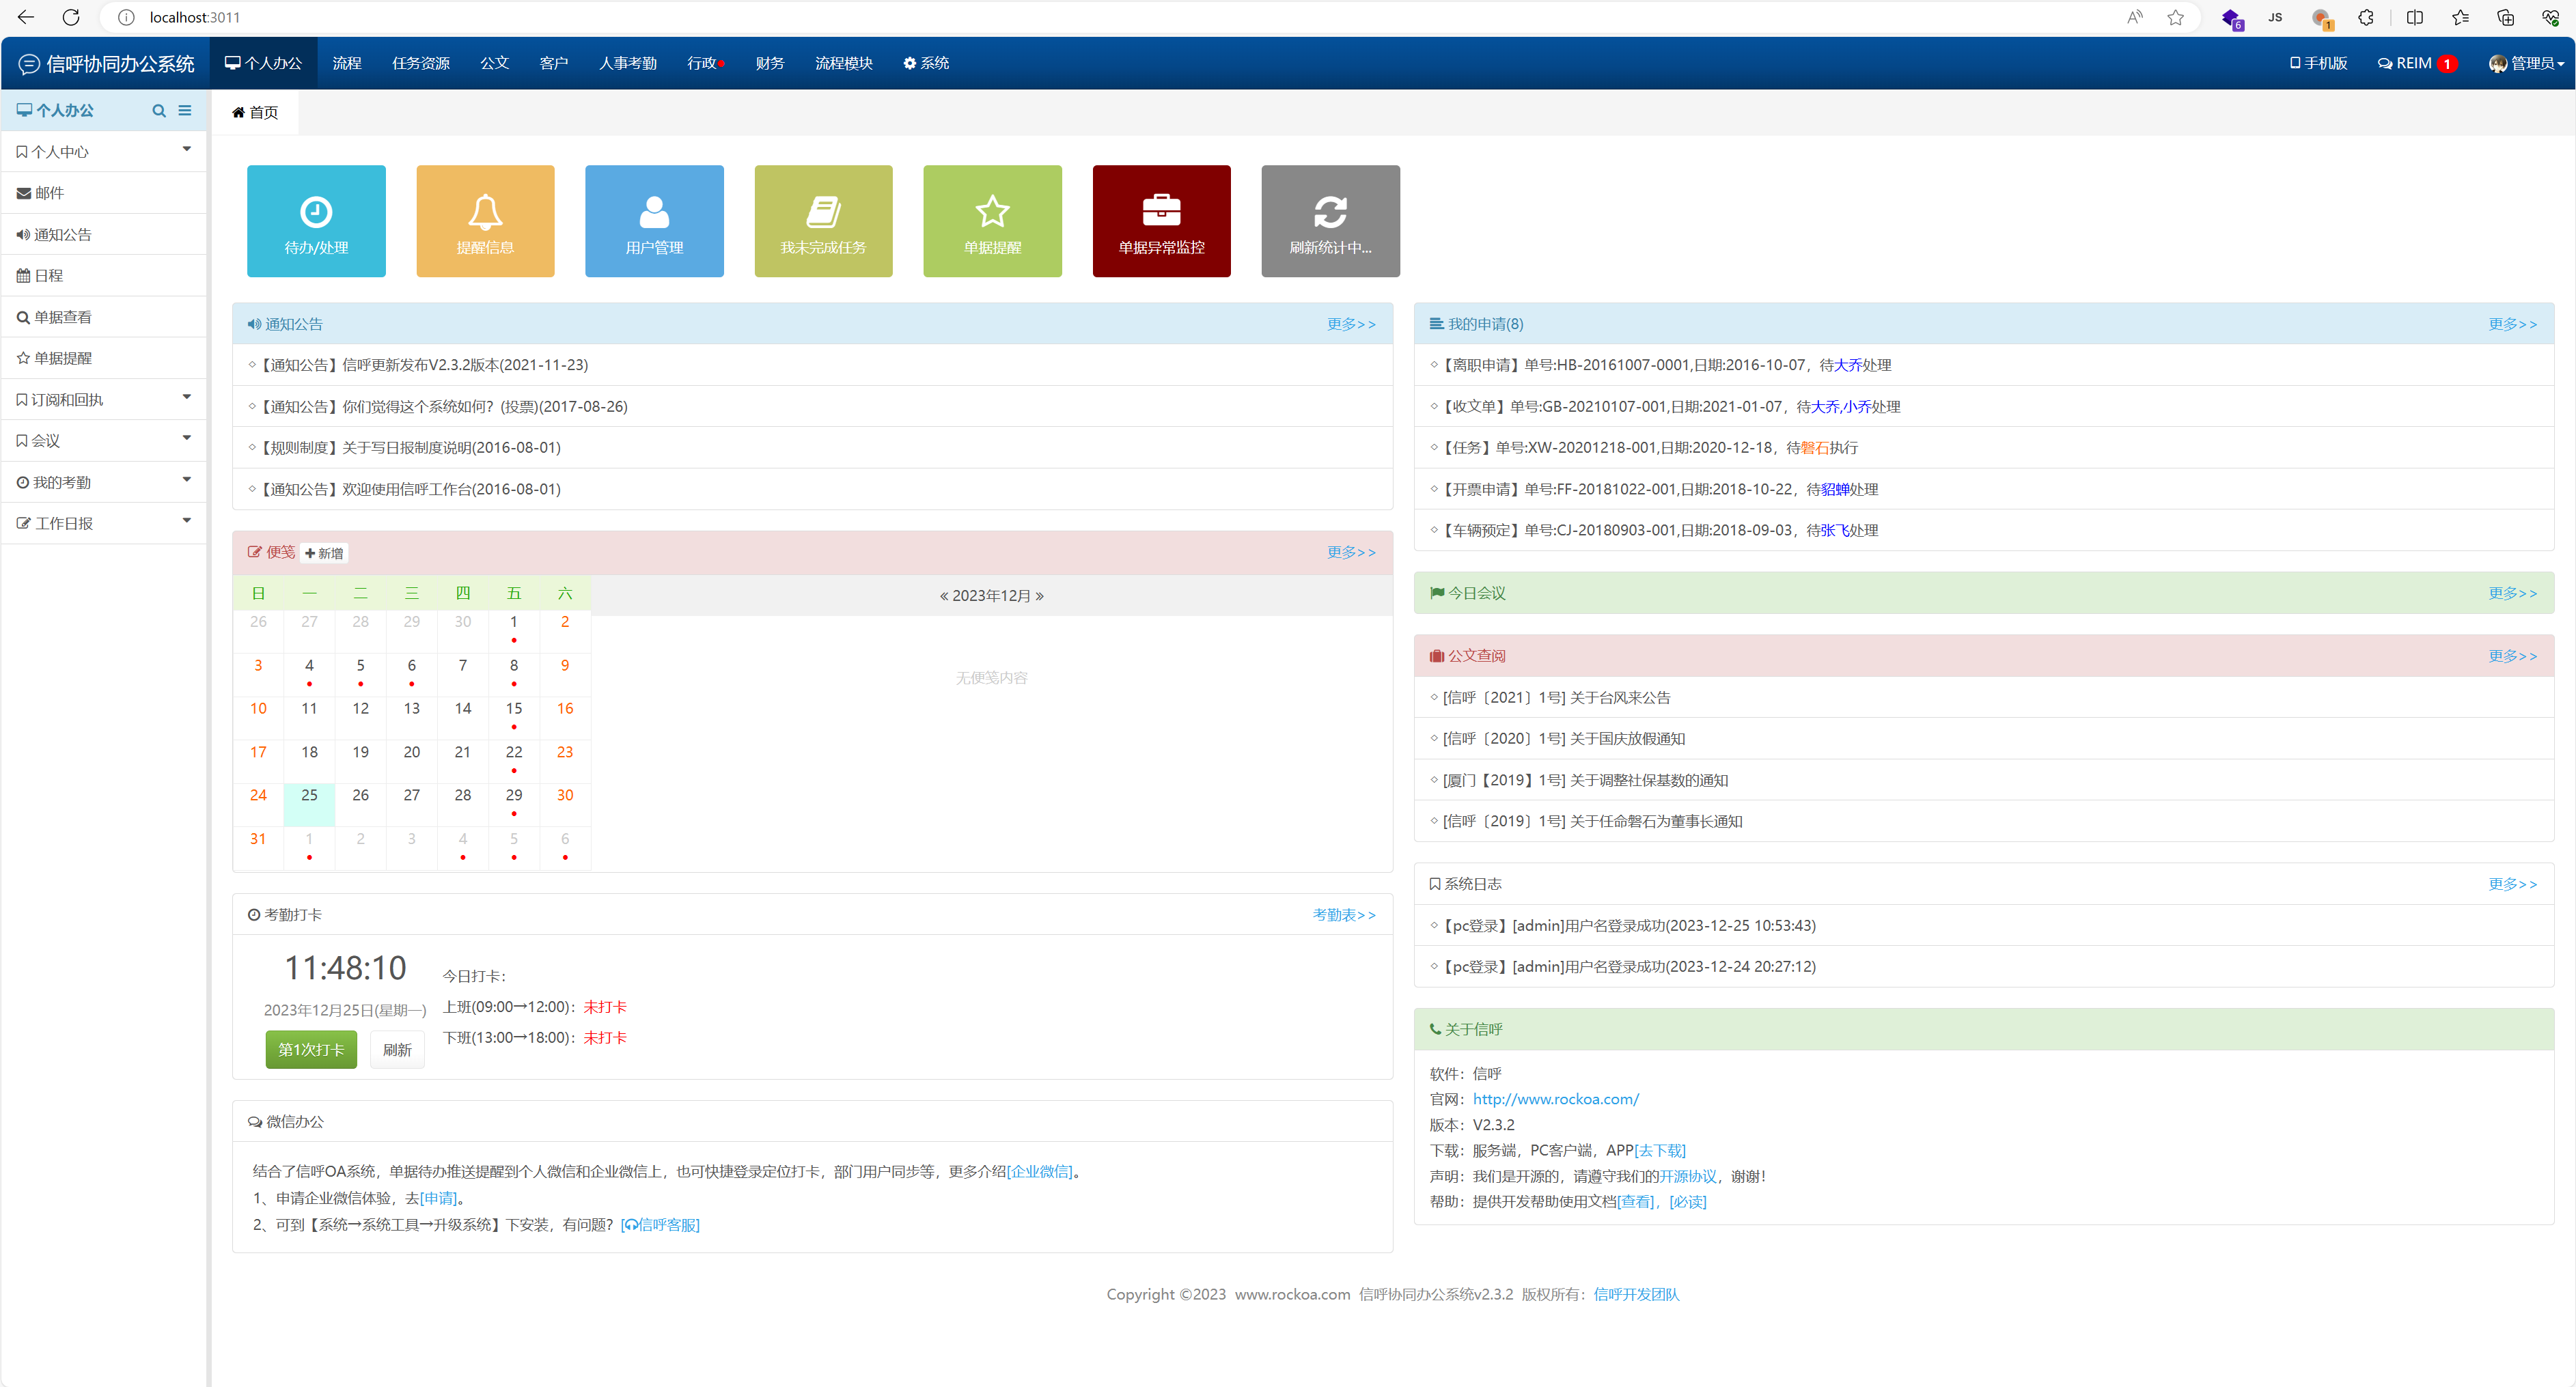 localhost:3011
6
JS
1
信呼协同办公系统 个人办公 流程 任务资源 公文 客户 人事考勤 行政 财务 流程模块 系统 手机版 REIM 1 管理员
个人办公
首页
个人中心
邮件
通知公告
日程
单据查看
单据提醒
订阅和回执
会议
我的考勤
工作日报
待办/处理 提醒信息 用户管理 我未完成任务 单据提醒 单据异常监控 刷新统计中...
通知公告 更多>>
◇【通知公告】信呼更新发布V2.3.2版本(2021-11-23)
◇【通知公告】你们觉得这个系统如何？(投票)(2017-08-26)
◇【规则制度】关于写日报制度说明(2016-08-01)
◇【通知公告】欢迎使用信呼工作台(2016-08-01)
便笺 新增 更多>>
日 一 二 三 四 五 六
« 2023年12月 »
26 27 28 29 30 1 2
3 4 5 6 7 8 9
10 11 12 13 14 15 16
17 18 19 20 21 22 23
24 25 26 27 28 29 30
31 1 2 3 4 5 6
无便笺内容
考勤打卡 考勤表>>
11:48:10
2023年12月25日(星期一)
第1次打卡 刷新
今日打卡：
上班(09:00→12:00)：未打卡
下班(13:00→18:00)：未打卡
微信办公
结合了信呼OA系统，单据待办推送提醒到个人微信和企业微信上，也可快捷登录定位打卡，部门用户同步等，更多介绍[企业微信]。
1、申请企业微信体验，去[申请]。
2、可到【系统→系统工具→升级系统】下安装，有问题？[信呼客服]
我的申请(8) 更多>>
◇【离职申请】单号:HB-20161007-0001,日期:2016-10-07，待大乔处理
◇【收文单】单号:GB-20210107-001,日期:2021-01-07，待大乔,小乔处理
◇【任务】单号:XW-20201218-001,日期:2020-12-18，待磐石执行
◇【开票申请】单号:FF-20181022-001,日期:2018-10-22，待貂蝉处理
◇【车辆预定】单号:CJ-20180903-001,日期:2018-09-03，待张飞处理
今日会议 更多>>
公文查阅 更多>>
◇ [信呼〔2021〕1号] 关于台风来公告
◇ [信呼〔2020〕1号] 关于国庆放假通知
◇ [厦门【2019】1号] 关于调整社保基数的通知
◇ [信呼〔2019〕1号] 关于任命磐石为董事长通知
系统日志 更多>>
◇【pc登录】[admin]用户名登录成功(2023-12-25 10:53:43)
◇【pc登录】[admin]用户名登录成功(2023-12-24 20:27:12)
关于信呼
软件：信呼
官网：http://www.rockoa.com/
版本：V2.3.2
下载：服务端，PC客户端，APP[去下载]
声明：我们是开源的，请遵守我们的开源协议，谢谢！
帮助：提供开发帮助使用文档[查看]，[必读]
Copyright ©2023 www.rockoa.com 信呼协同办公系统v2.3.2 版权所有：信呼开发团队